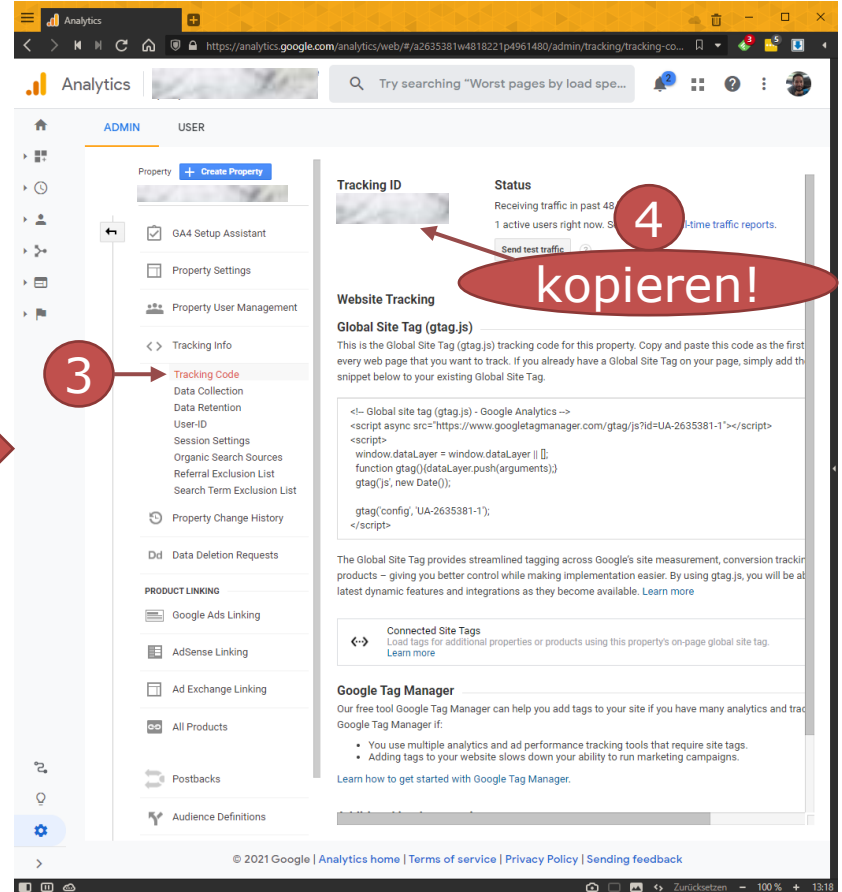 Analytics
https://analytics.google.com/analytics/web/#/a2635381w4818221p4961480/admin/tracking/tracking-co...
3
5
Analytics
Try searching "Worst pages by load spe...
2
ADMIN USER
Property + Create Property
GA4 Setup Assistant
Property Settings
Property User Management
Tracking Info
3
Tracking Code
Data Collection
Data Retention
User-ID
Session Settings
Organic Search Sources
Referral Exclusion List
Search Term Exclusion List
Property Change History
Dd Data Deletion Requests
PRODUCT LINKING
Google Ads Linking
AdSense Linking
Ad Exchange Linking
All Products
Postbacks
Audience Definitions
Tracking ID
Status
Receiving traffic in past 48
1 active users right now. l-time traffic reports.
Send test traffic
4
kopieren!
Website Tracking
Global Site Tag (gtag.js)
This is the Global Site Tag (gtag.js) tracking code for this property. Copy and paste this code as the first
every web page that you want to track. If you already have a Global Site Tag on your page, simply add the
snippet below to your existing Global Site Tag.
<!-- Global site tag (gtag.js) - Google Analytics -->
<script async src="https://www.googletagmanager.com/gtag/js?id=UA-2635381-1"></script>
<script>
window.dataLayer = window.dataLayer || [];
function gtag(){dataLayer.push(arguments);}
gtag('js', new Date());
gtag('config', 'UA-2635381-1');
</script>
The Global Site Tag provides streamlined tagging across Google's site measurement, conversion trackin
products – giving you better control while making implementation easier. By using gtag.js, you will be ab
latest dynamic features and integrations as they become available. Learn more
Connected Site Tags
Load tags for additional properties or products using this property's on-page global site tag.
Learn more
Google Tag Manager
Our free tool Google Tag Manager can help you add tags to your site if you have many analytics and trac
Google Tag Manager if:
• You use multiple analytics and ad performance tracking tools that require site tags.
• Adding tags to your website slows down your ability to run marketing campaigns.
Learn how to get started with Google Tag Manager.
© 2021 Google | Analytics home | Terms of service | Privacy Policy | Sending feedback
Zurücksetzen 100 % 13:18